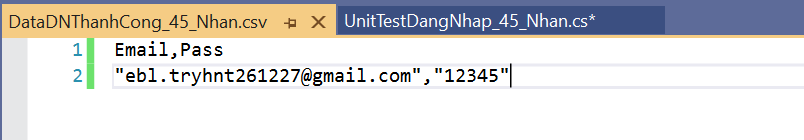 DataDNThanhCong_45_Nhan.csv UnitTestDangNhap_45_Nhan.cs*
1 Email,Pass
2 "ebl.tryhnt261227@gmail.com","12345"